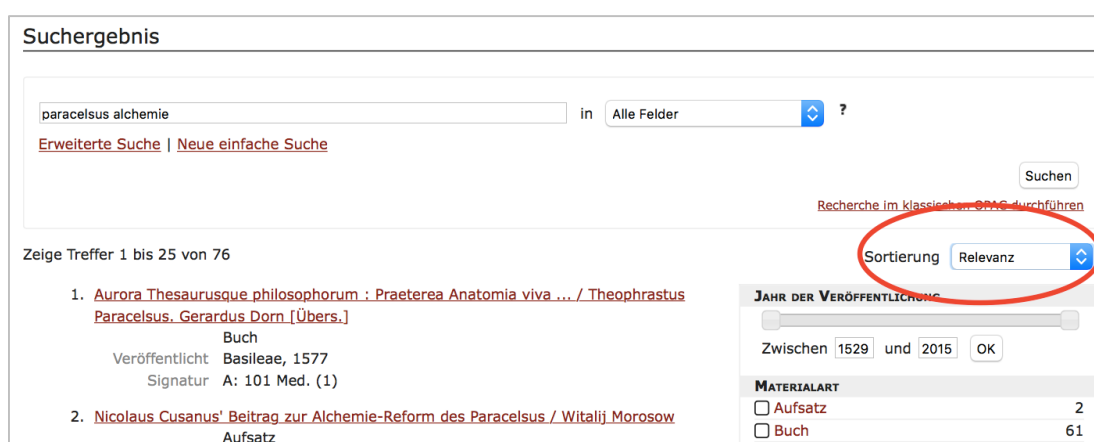 Suchergebnis
paracelsus alchemie in Alle Felder ?
Erweiterte Suche | Neue einfache Suche
Suchen
Recherche im klassischen OPAC durchführen
Zeige Treffer 1 bis 25 von 76
Sortierung Relevanz
1. Aurora Thesaurusque philosophorum : Praeterea Anatomia viva ... / Theophrastus
Paracelsus. Gerardus Dorn [Übers.]
Buch
Veröffentlicht Basileae, 1577
Signatur A: 101 Med. (1)
2. Nicolaus Cusanus' Beitrag zur Alchemie-Reform des Paracelsus / Witalij Morosow
Aufsatz
JAHR DER VERÖFFENTLICHUNG
Zwischen 1529 und 2015 OK
MATERIALART
Aufsatz 2
Buch 61